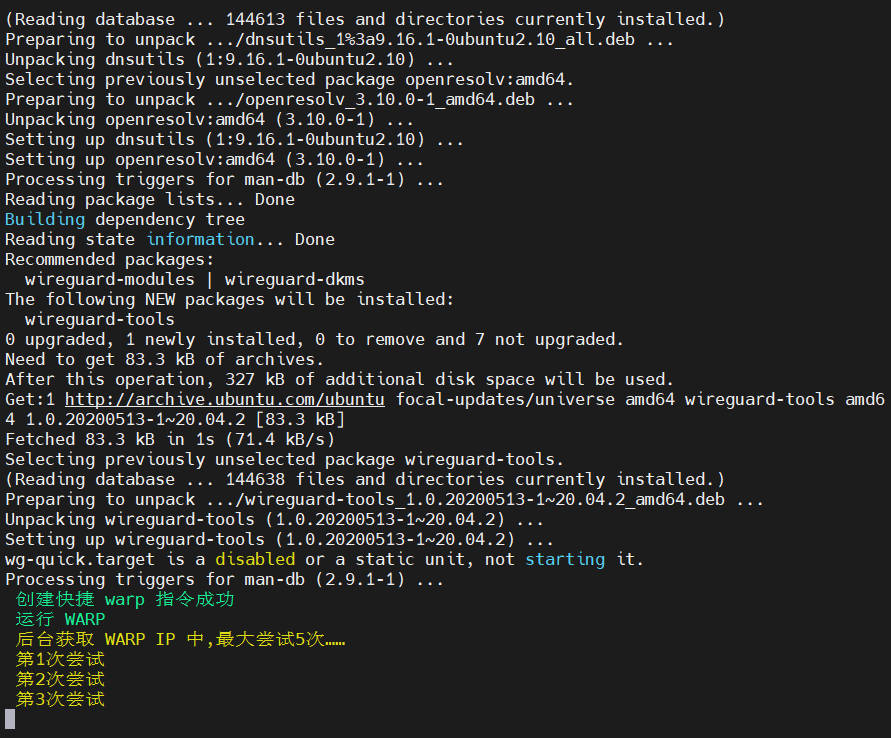 (Reading database ... 144613 files and directories currently installed.)
Preparing to unpack .../dnsutils_1%3a9.16.1-0ubuntu2.10_all.deb ...
Unpacking dnsutils (1:9.16.1-0ubuntu2.10) ...
Selecting previously unselected package openresolv:amd64.
Preparing to unpack .../openresolv_3.10.0-1_amd64.deb ...
Unpacking openresolv:amd64 (3.10.0-1) ...
Setting up dnsutils (1:9.16.1-0ubuntu2.10) ...
Setting up openresolv:amd64 (3.10.0-1) ...
Processing triggers for man-db (2.9.1-1) ...
Reading package lists... Done
Building dependency tree
Reading state information... Done
Recommended packages:
  wireguard-modules | wireguard-dkms
The following NEW packages will be installed:
  wireguard-tools
0 upgraded, 1 newly installed, 0 to remove and 7 not upgraded.
Need to get 83.3 kB of archives.
After this operation, 327 kB of additional disk space will be used.
Get:1 http://archive.ubuntu.com/ubuntu focal-updates/universe amd64 wireguard-tools amd6
4 1.0.20200513-1~20.04.2 [83.3 kB]
Fetched 83.3 kB in 1s (71.4 kB/s)
Selecting previously unselected package wireguard-tools.
(Reading database ... 144638 files and directories currently installed.)
Preparing to unpack .../wireguard-tools_1.0.20200513-1~20.04.2_amd64.deb ...
Unpacking wireguard-tools (1.0.20200513-1~20.04.2) ...
Setting up wireguard-tools (1.0.20200513-1~20.04.2) ...
wg-quick.target is a disabled or a static unit, not starting it.
Processing triggers for man-db (2.9.1-1) ...
 创建快捷 warp 指令成功
 运行 WARP
 后台获取 WARP IP 中,最大尝试5次……
 第1次尝试
 第2次尝试
 第3次尝试